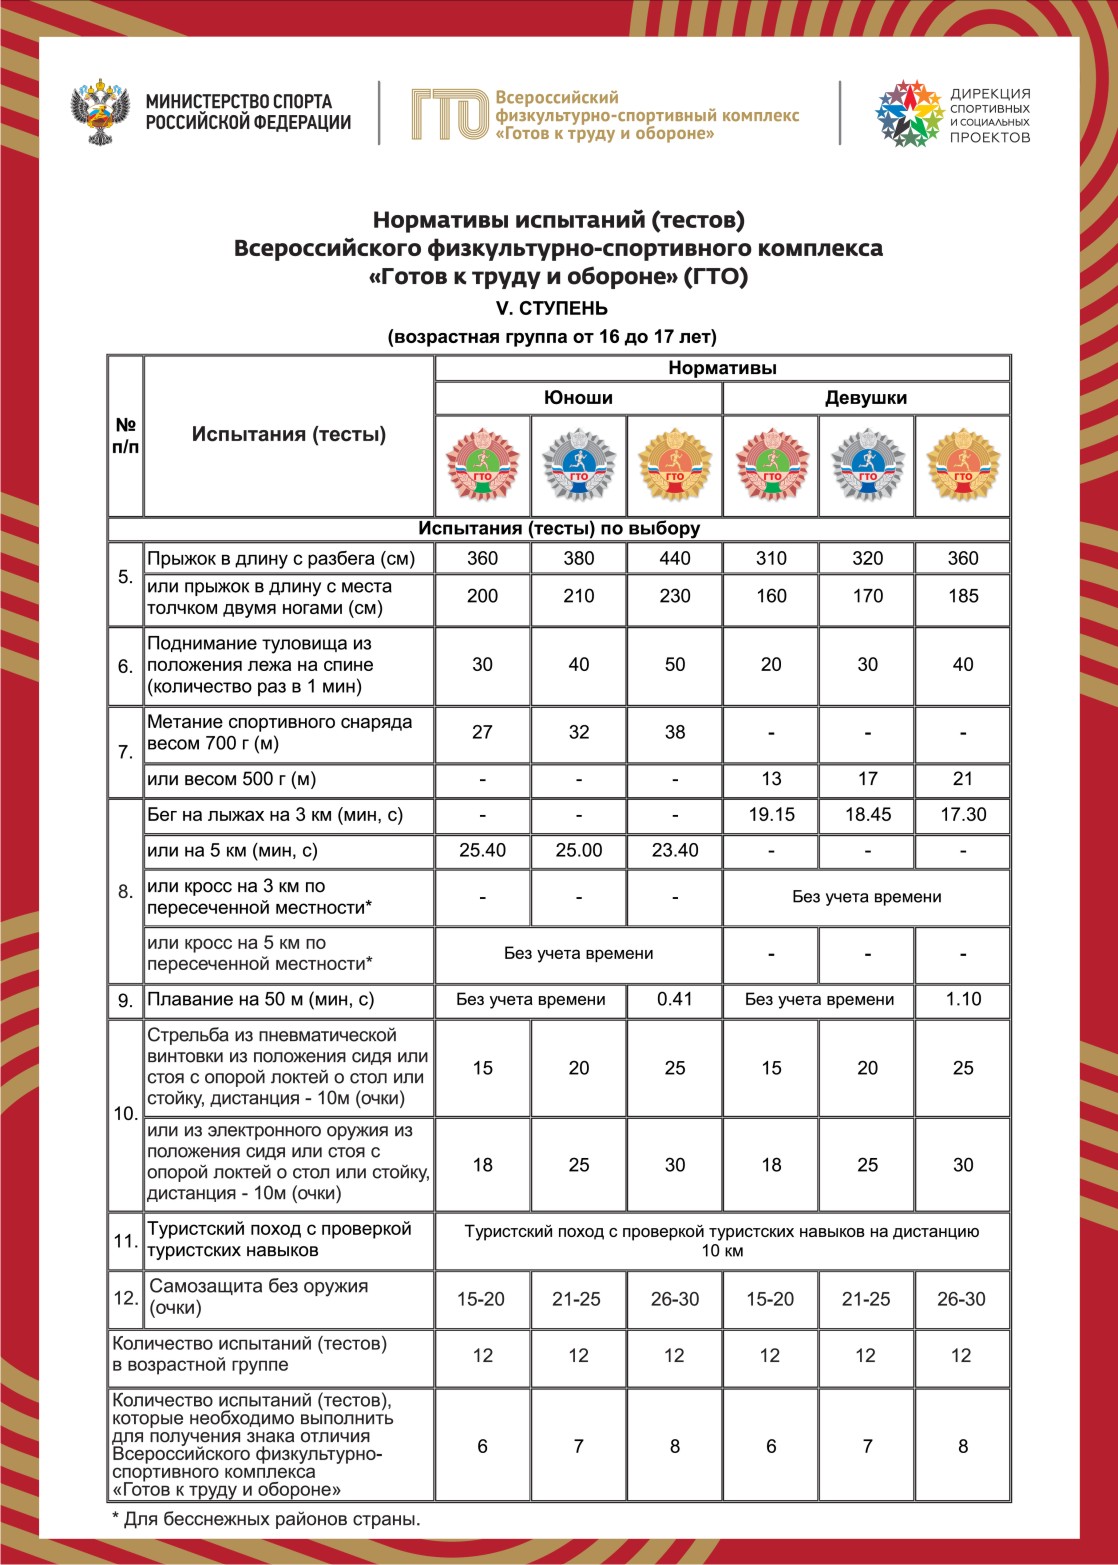 МИНИСТЕРСТВО СПОРТА
РОССИЙСКОЙ ФЕДЕРАЦИИ
ГТО
Всероссийский
физкультурно-спортивный комплекс
«Готов к труду и обороне»
ДИРЕКЦИЯ
СПОРТИВНЫХ
И СОЦИАЛЬНЫХ
ПРОЕКТОВ
Нормативы испытаний (тестов)
Всероссийского физкультурно-спортивного комплекса
«Готов к труду и обороне» (ГТО)
V. СТУПЕНЬ
(возрастная группа от 16 до 17 лет)
№
п/п
Испытания (тесты)
Нормативы
Юноши Девушки
ГТО ГТО ГТО ГТО ГТО ГТО
Испытания (тесты) по выбору
5.
Прыжок в длину с разбега (см) 360 380 440 310 320 360
или прыжок в длину с места
толчком двумя ногами (см)
200 210 230 160 170 185
6.
Поднимание туловища из
положения лежа на спине
(количество раз в 1 мин)
30 40 50 20 30 40
7.
Метание спортивного снаряда
весом 700 г (м)
27 32 38 - - -
или весом 500 г (м) - - - 13 17 21
8.
Бег на лыжах на 3 км (мин, с) - - - 19.15 18.45 17.30
или на 5 км (мин, с) 25.40 25.00 23.40 - - -
или кросс на 3 км по
пересеченной местности*
- - - Без учета времени
или кросс на 5 км по
пересеченной местности*
Без учета времени - - -
9. Плавание на 50 м (мин, с) Без учета времени 0.41 Без учета времени 1.10
10.
Стрельба из пневматической
винтовки из положения сидя или
стоя с опорой локтей о стол или
стойку, дистанция - 10м (очки)
15 20 25 15 20 25
или из электронного оружия из
положения сидя или стоя с
опорой локтей о стол или стойку,
дистанция - 10м (очки)
18 25 30 18 25 30
11.
Туристский поход с проверкой
туристских навыков
Туристский поход с проверкой туристских навыков на дистанцию
10 км
12.
Самозащита без оружия
(очки)
15-20 21-25 26-30 15-20 21-25 26-30
Количество испытаний (тестов)
в возрастной группе
12 12 12 12 12 12
Количество испытаний (тестов),
которые необходимо выполнить
для получения знака отличия
Всероссийского физкультурно-
спортивного комплекса
«Готов к труду и обороне»
6 7 8 6 7 8
* Для бесснежных районов страны.